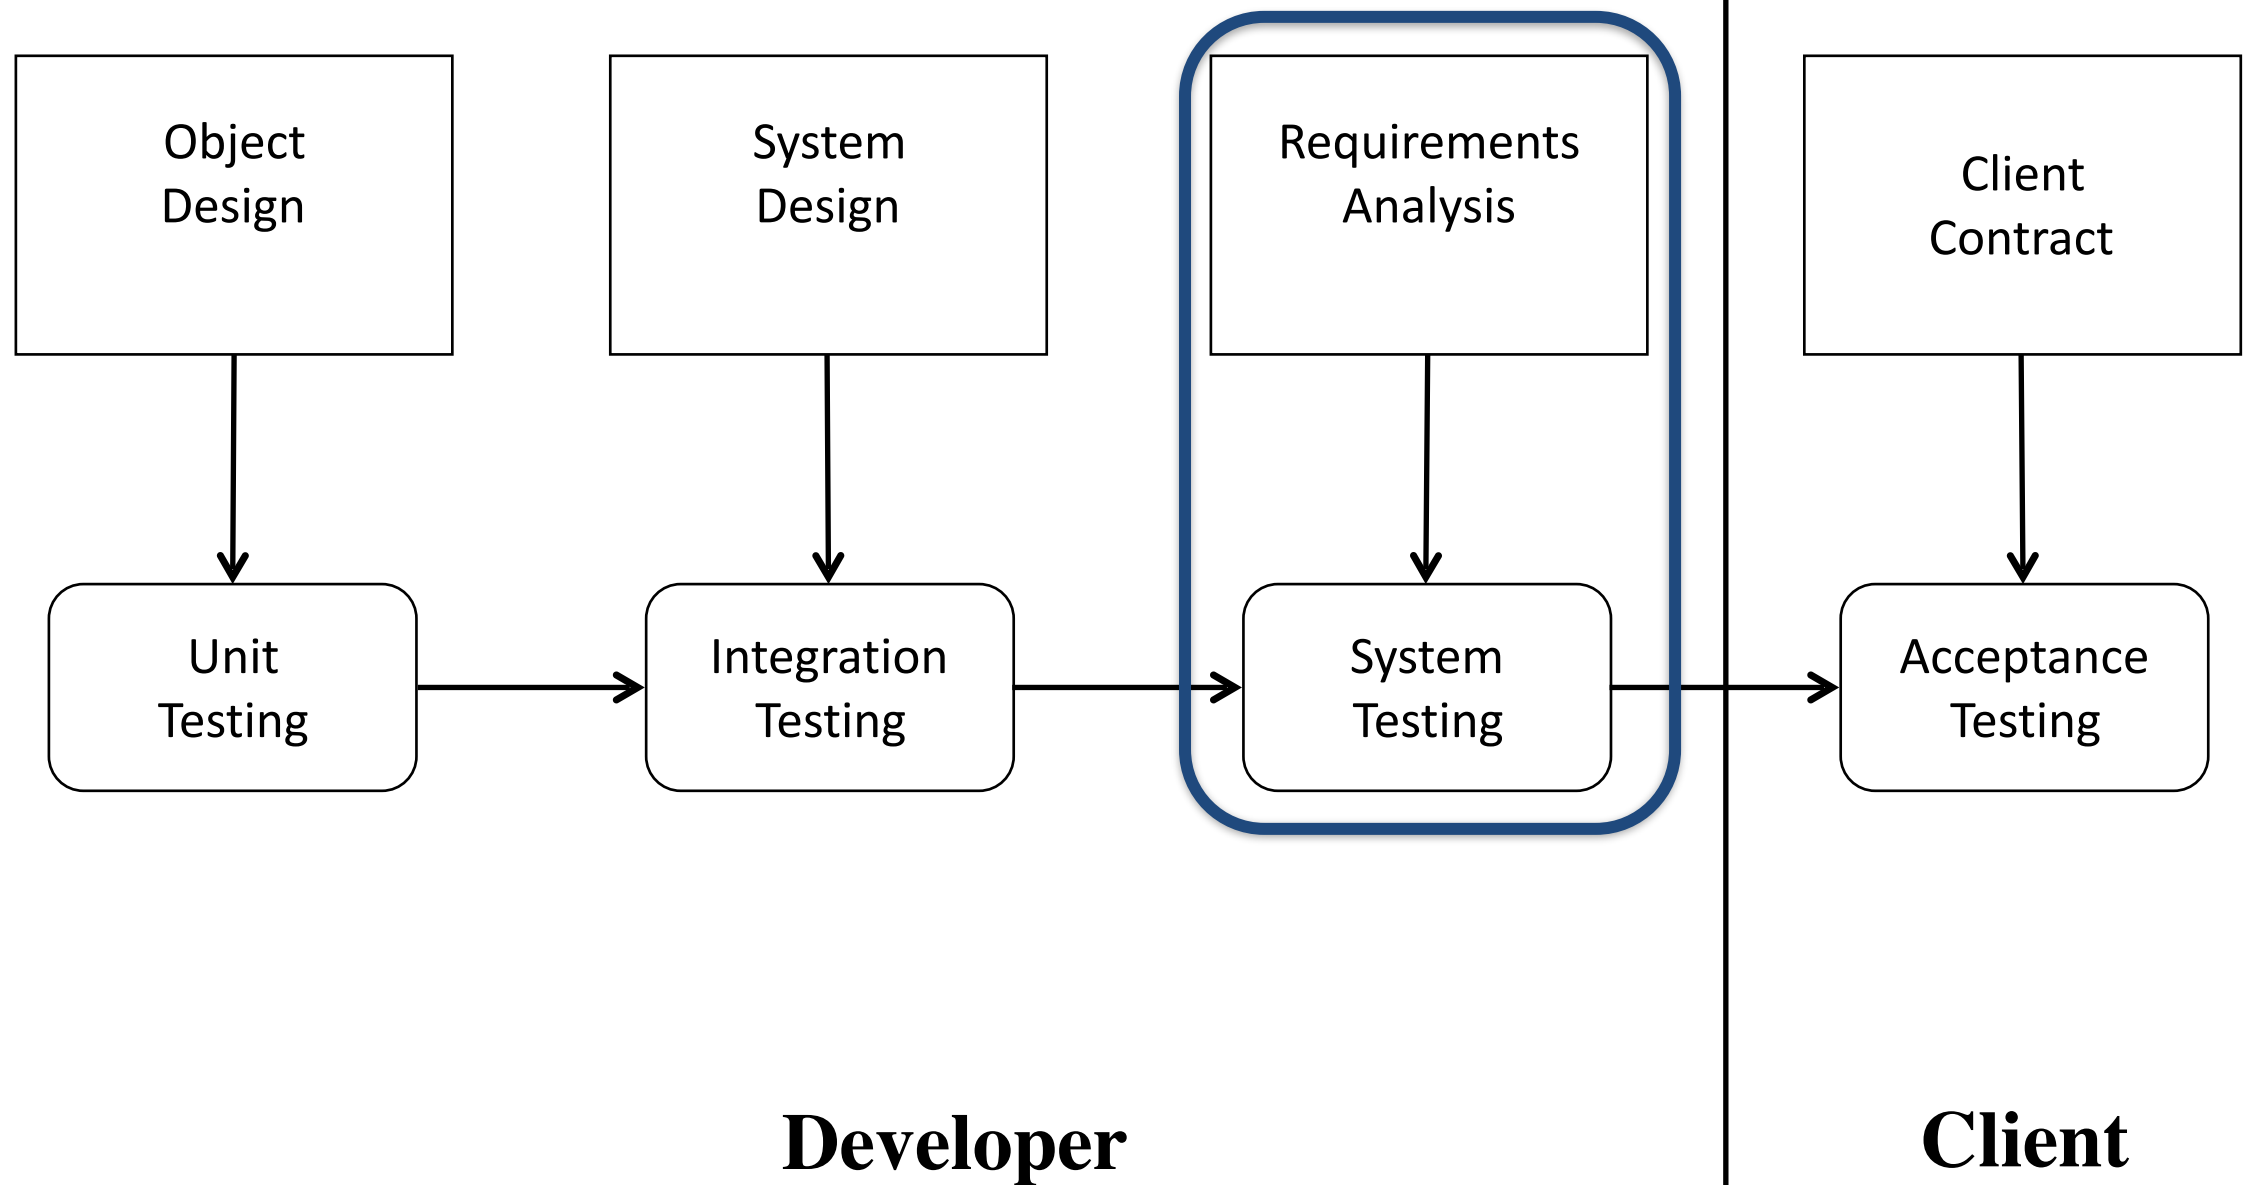 Object
Design
System
Design
Requirements
Analysis
Client
Contract
Unit
Testing
Integration
Testing
System
Testing
Acceptance
Testing
Developer
Client